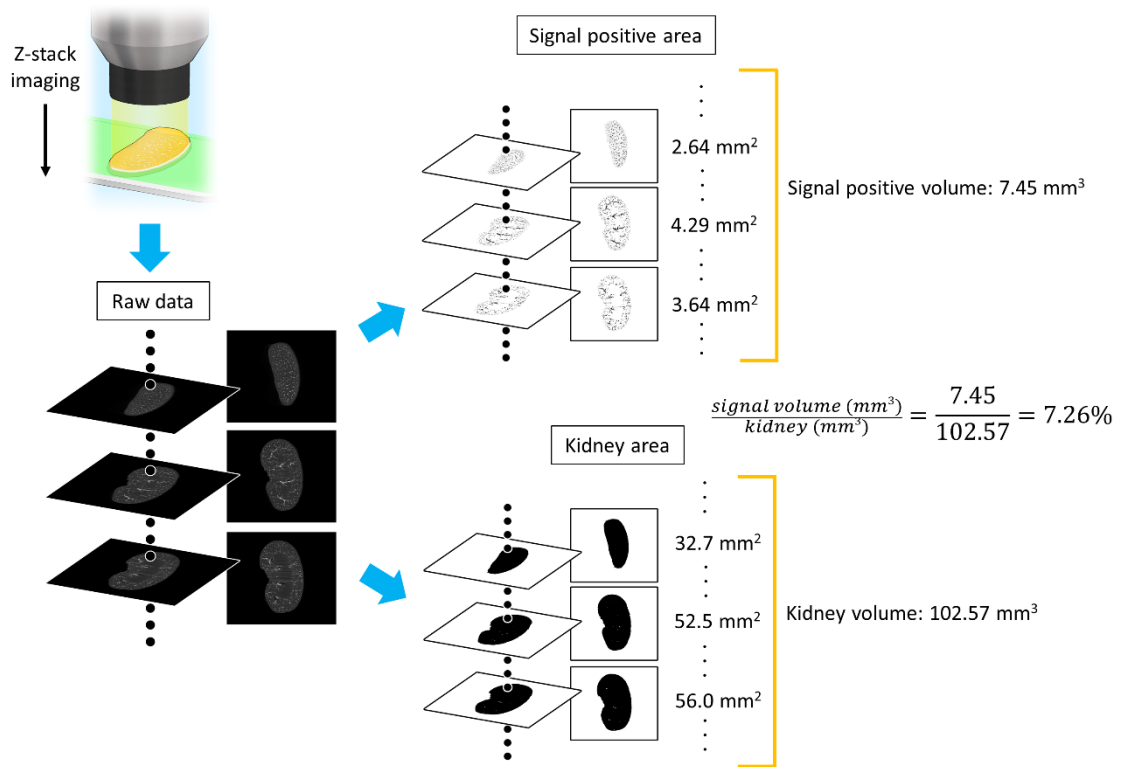 Z-stack
imaging
Raw data
Signal positive area
2.64 mm²
4.29 mm²
3.64 mm²
Signal positive volume: 7.45 mm³
signal volume (mm³) / kidney (mm³) = 7.45 / 102.57 = 7.26%
Kidney area
32.7 mm²
52.5 mm²
56.0 mm²
Kidney volume: 102.57 mm³